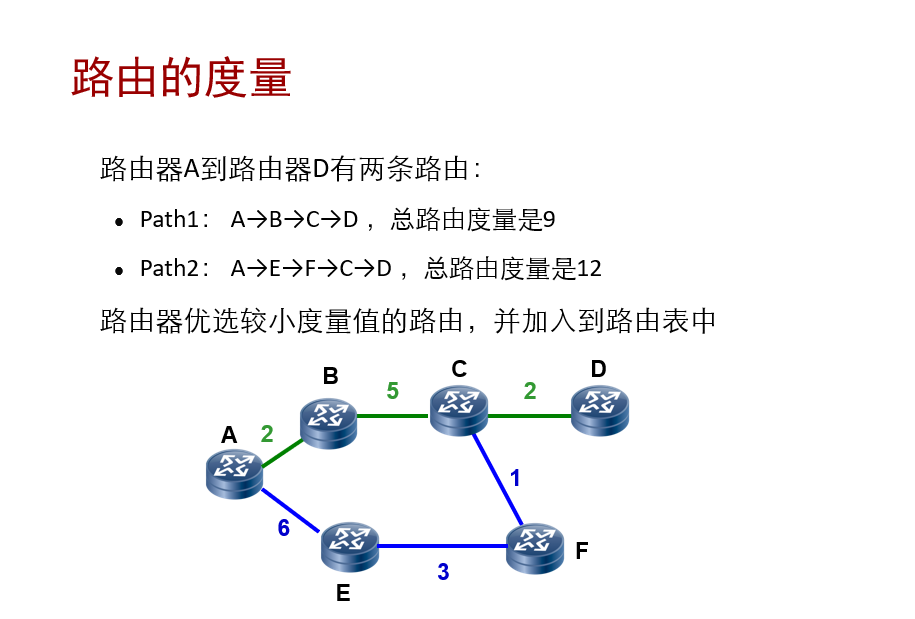 路由的度量
路由器A到路由器D有两条路由：
• Path1： A→B→C→D ，总路由度量是9
• Path2： A→E→F→C→D ，总路由度量是12
路由器优选较小度量值的路由，并加入到路由表中
B
5
C
2
D
A
2
1
6
F
3
E